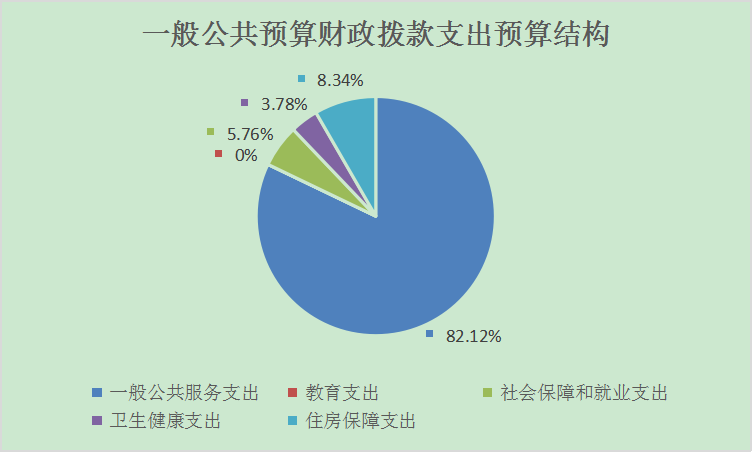 一般公共预算财政拨款支出预算结构
8.34%
3.78%
5.76%
0%
82.12%
一般公共服务支出 教育支出 社会保障和就业支出
卫生健康支出 住房保障支出